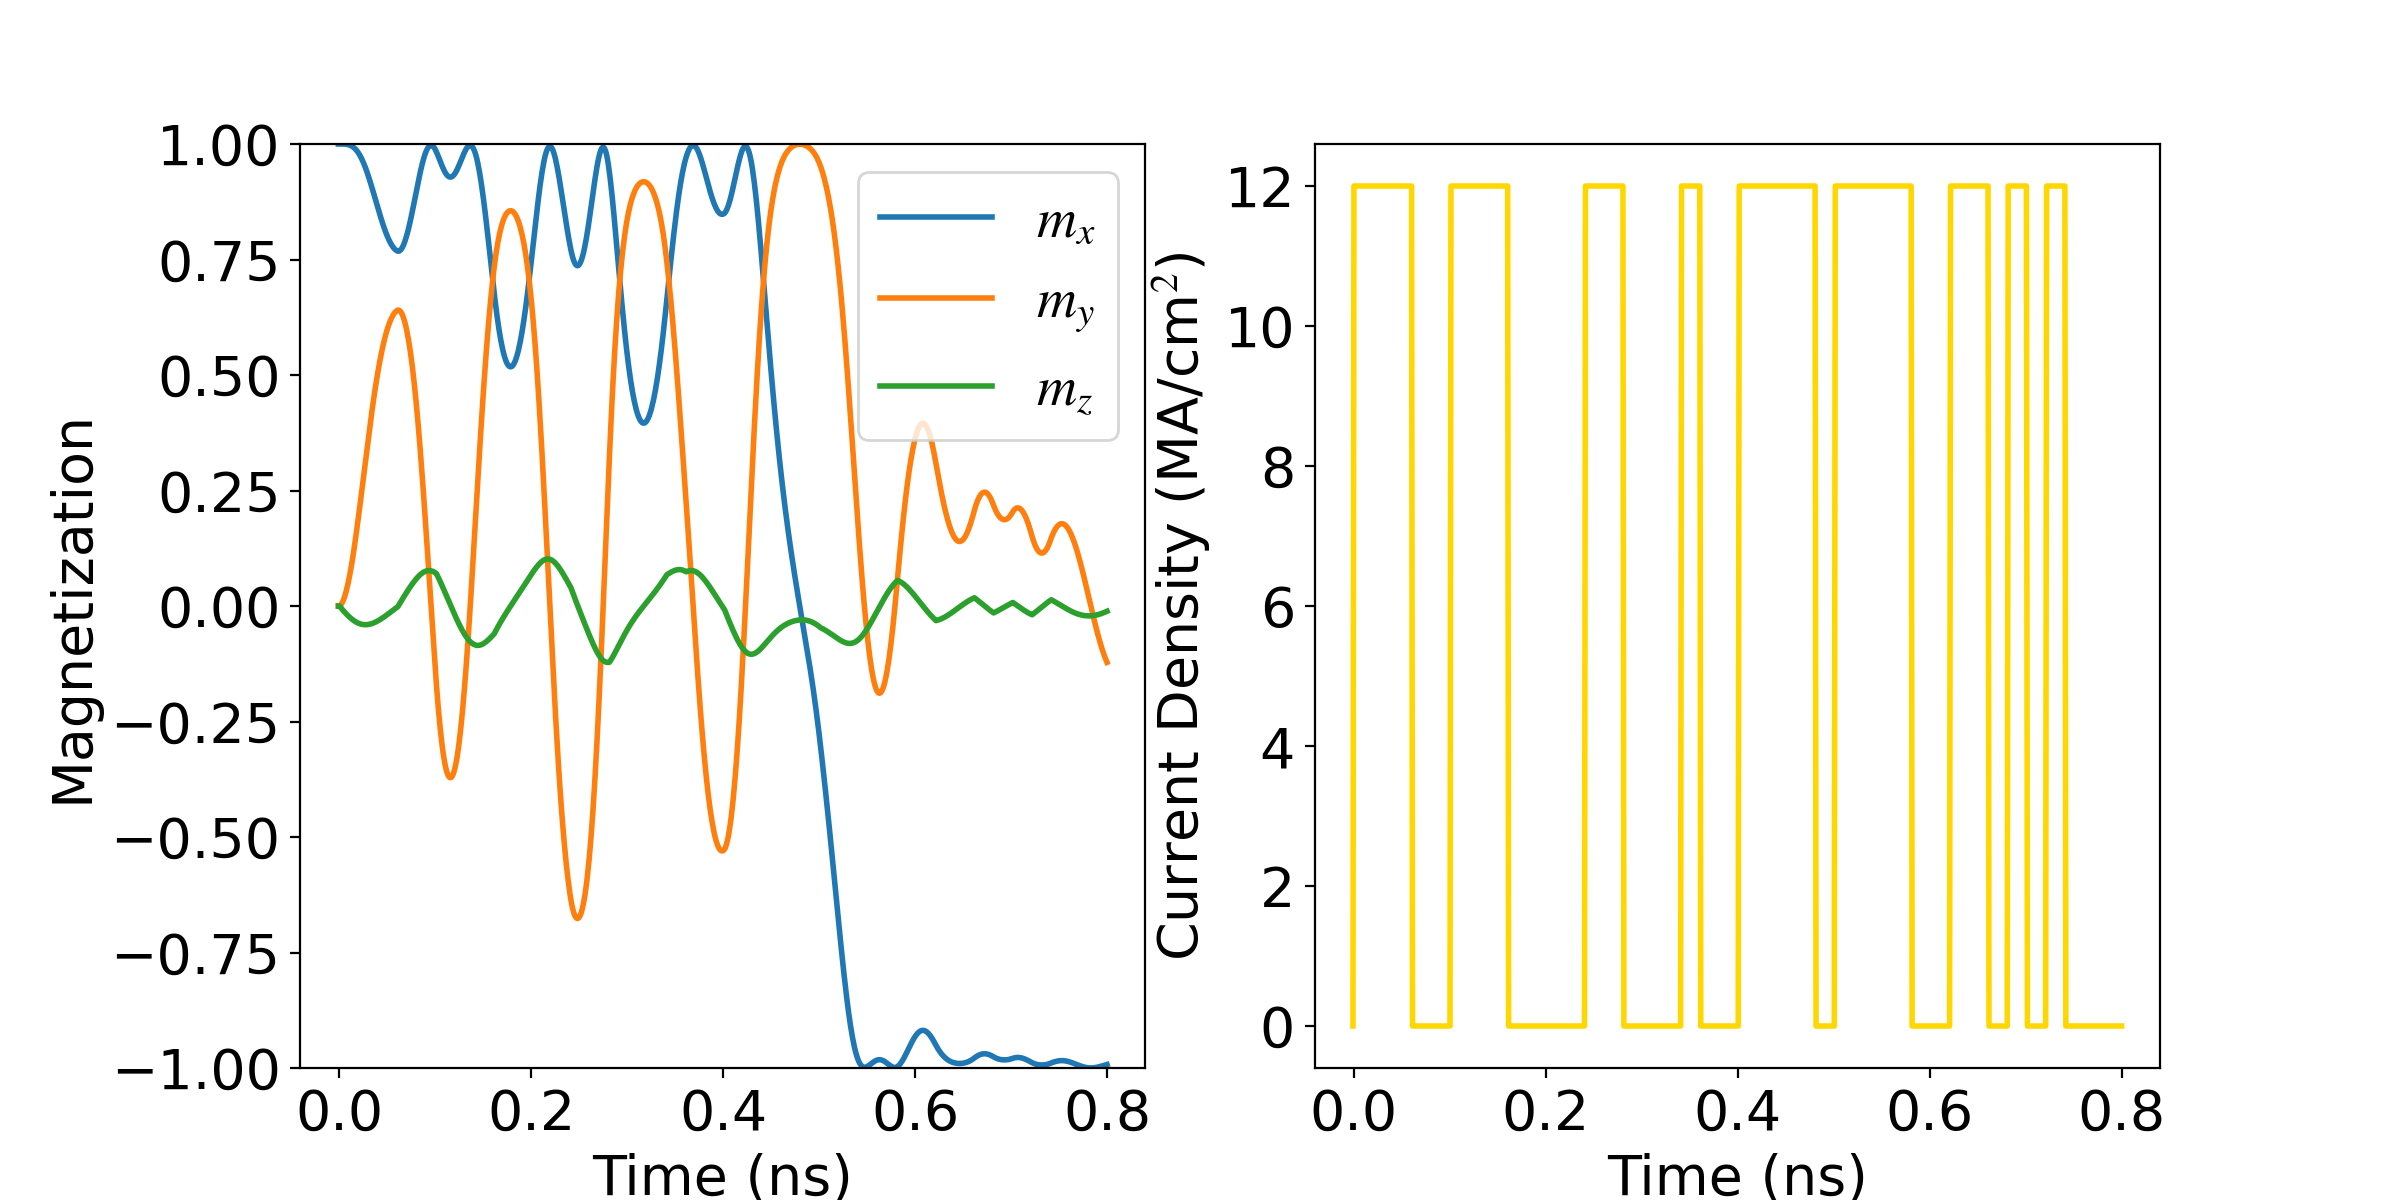 1.00
0.75
0.50
0.25
0.00
−0.25
−0.50
−0.75
−1.00
Magnetization
0.0 0.2 0.4 0.6 0.8
Time (ns)
m_x
m_y
m_z
12
10
8
6
4
2
0
Current Density (MA/cm²)
0.0 0.2 0.4 0.6 0.8
Time (ns)